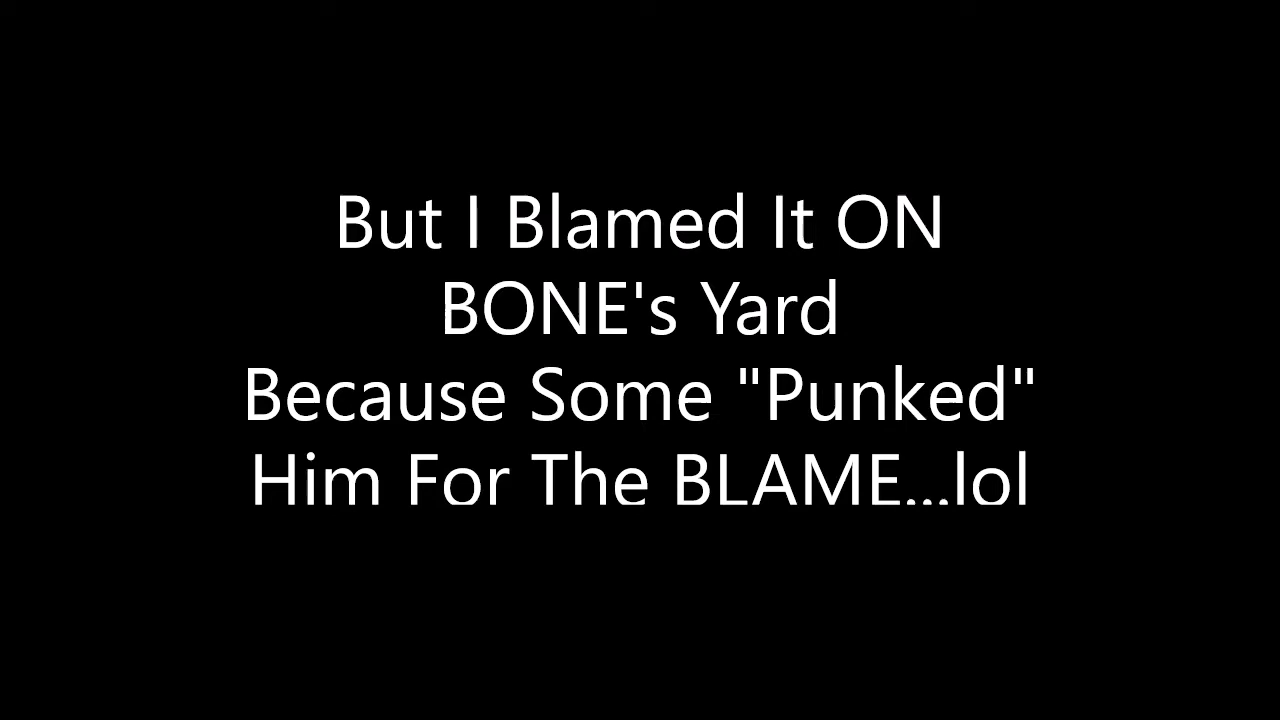 But I Blamed It ON
BONE's Yard
Because Some "Punked"
Him For The BLAME...lol